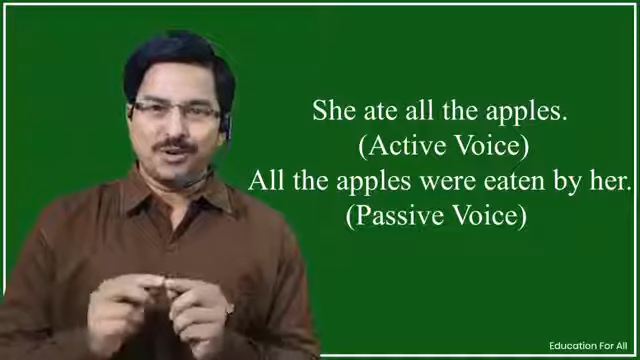 She ate all the apples.
(Active Voice)
All the apples were eaten by her.
(Passive Voice)
Education For All